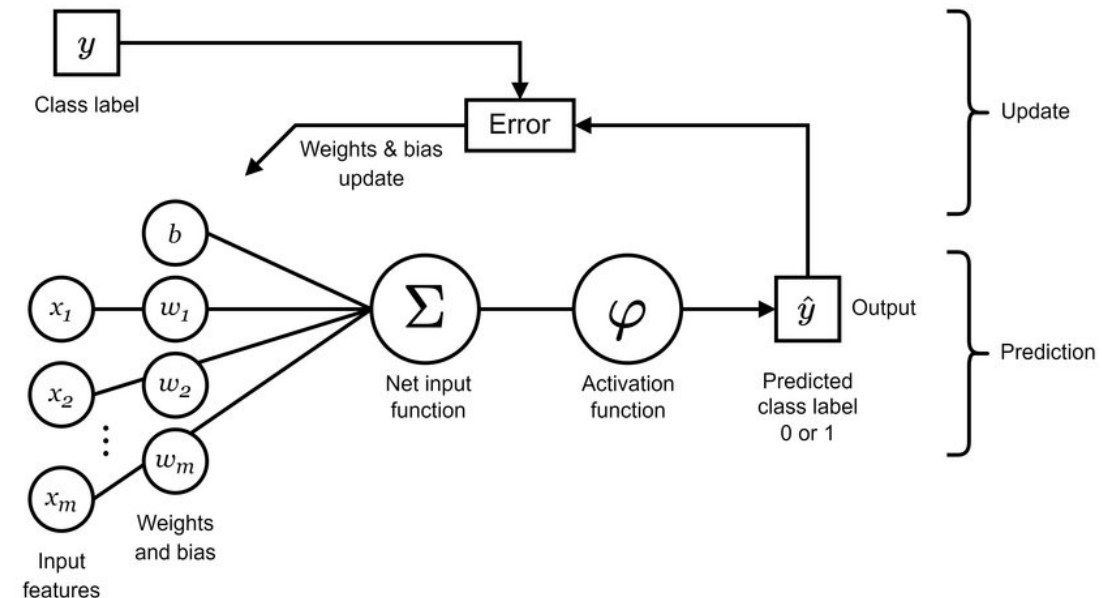 y
Class label
Error
Update
Weights & bias
update
b
x₁
w₁
Σ
φ
ŷ
Output
x₂
w₂
Net input
function
Activation
function
Predicted
class label
0 or 1
Prediction
⋮
xₘ
wₘ
Weights
and bias
Input
features